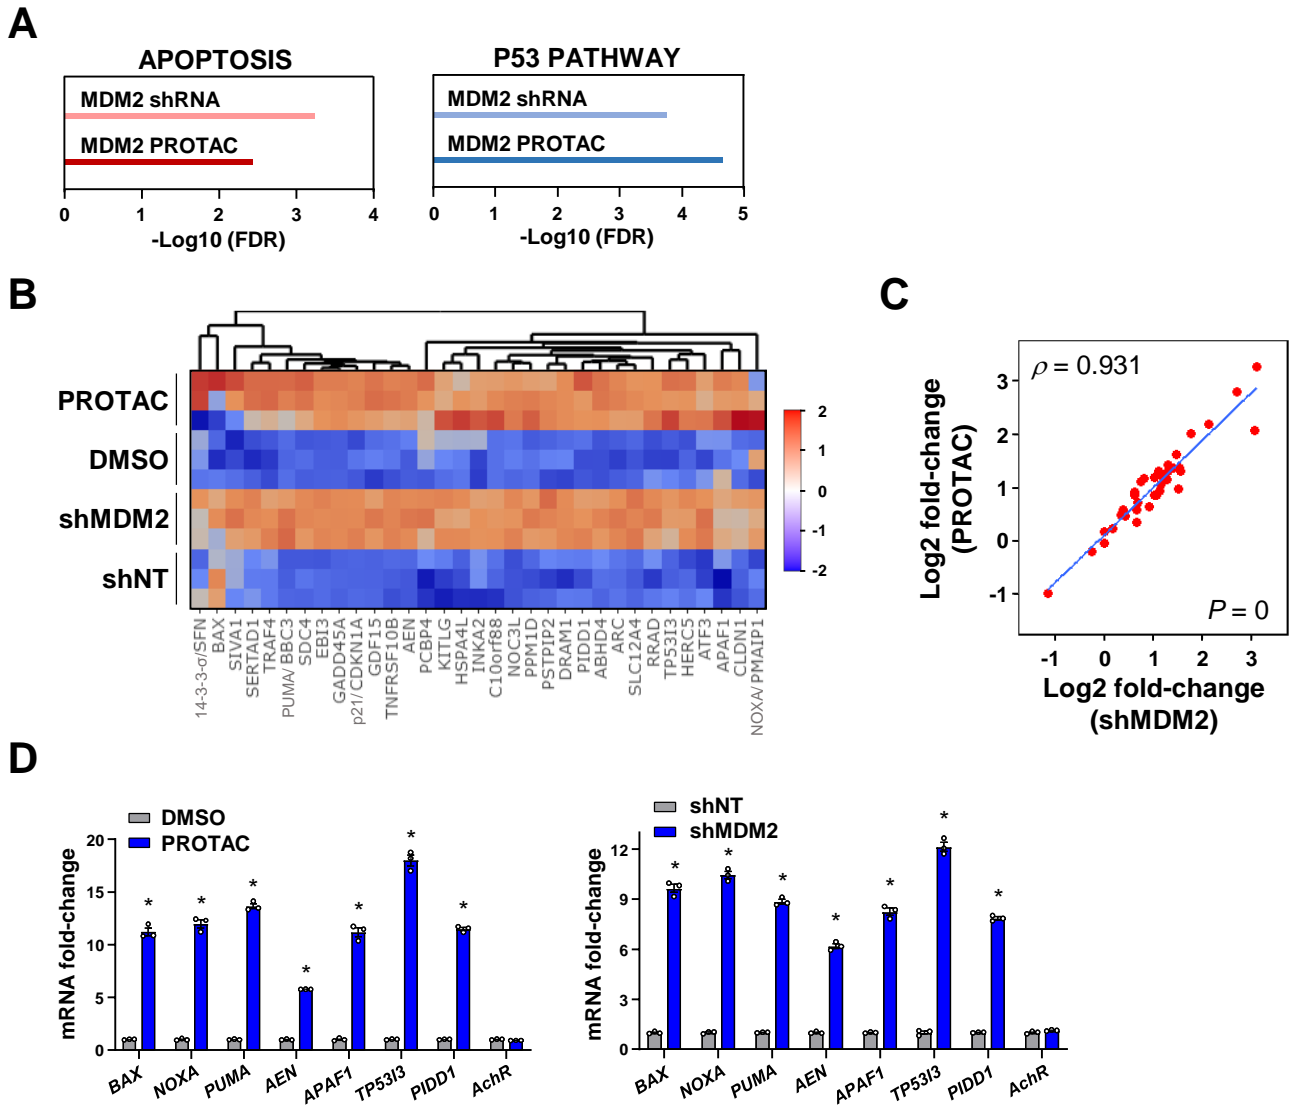 A
APOPTOSIS
MDM2 shRNA
MDM2 PROTAC
0 1 2 3 4
-Log10 (FDR)
P53 PATHWAY
MDM2 shRNA
MDM2 PROTAC
0 1 2 3 4 5
-Log10 (FDR)
B
PROTAC
DMSO
shMDM2
shNT
2
1
0
-1
-2
14-3-3-σ/SFN
BAX
SIVA1
SERTAD1
TRAF4
PUMA/BBC3
SDC4
EBI3
GADD45A
p21/CDKN1A
GDF15
TNFRSF10B
AEN
PCBP4
KITLG
HSPA4L
INKA2
C10orf88
NOC3L
PPM1D
PSTPIP2
DRAM1
PIDD1
ABHD4
ARC
SLC12A4
RRAD
TP53I3
HERC5
ATF3
APAF1
CLDN1
NOXA/PMAIP1
C
Log2 fold-change
(PROTAC)
3
2
1
0
-1
ρ = 0.931
P = 0
-1 0 1 2 3
Log2 fold-change
(shMDM2)
D
DMSO
PROTAC
mRNA fold-change
20
15
10
5
0
* * * * * * *
BAX NOXA PUMA AEN APAF1 TP53I3 PIDD1 AchR
shNT
shMDM2
mRNA fold-change
12
9
6
3
0
* * * * * * *
BAX NOXA PUMA AEN APAF1 TP53I3 PIDD1 AchR